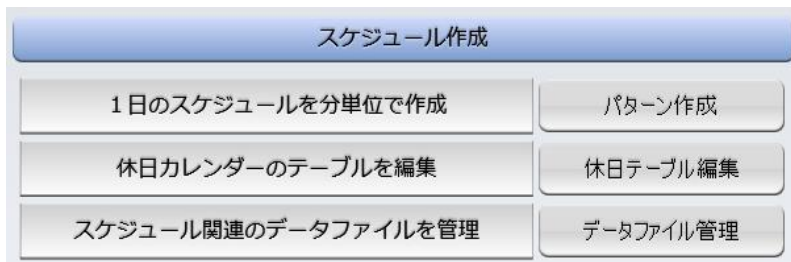 スケジュール作成
１日のスケジュールを分単位で作成 パターン作成
休日カレンダーのテーブルを編集 休日テーブル編集
スケジュール関連のデータファイルを管理 データファイル管理